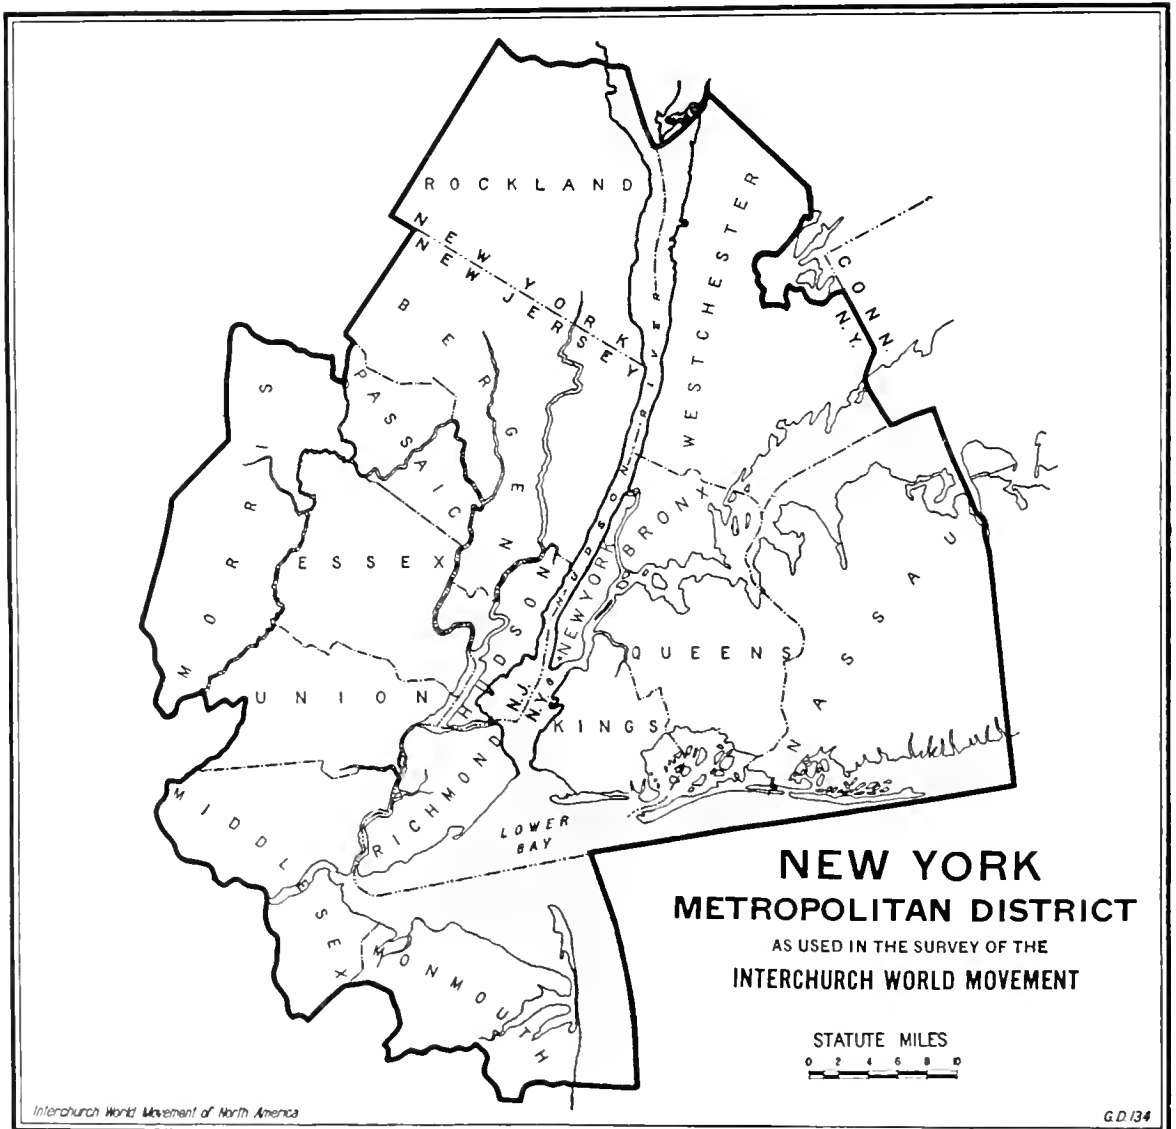 ROCKLAND
NEW YORK
NEW JERSEY
WESTCHESTER
CONN.
N.Y.
BERGEN
PASSAIC
MORRIS
ESSEX
HUDSON RIVER
BRONX
NEW YORK
HUDSON
NASSAU
QUEENS
UNION
N.J.
N.Y.
KINGS
RICHMOND
MIDDLESEX
LOWER
BAY
MONMOUTH
NEW YORK
METROPOLITAN DISTRICT
AS USED IN THE SURVEY OF THE
INTERCHURCH WORLD MOVEMENT
STATUTE MILES
0 2 4 6 8 10
Interchurch World Movement of North America
G.D.134